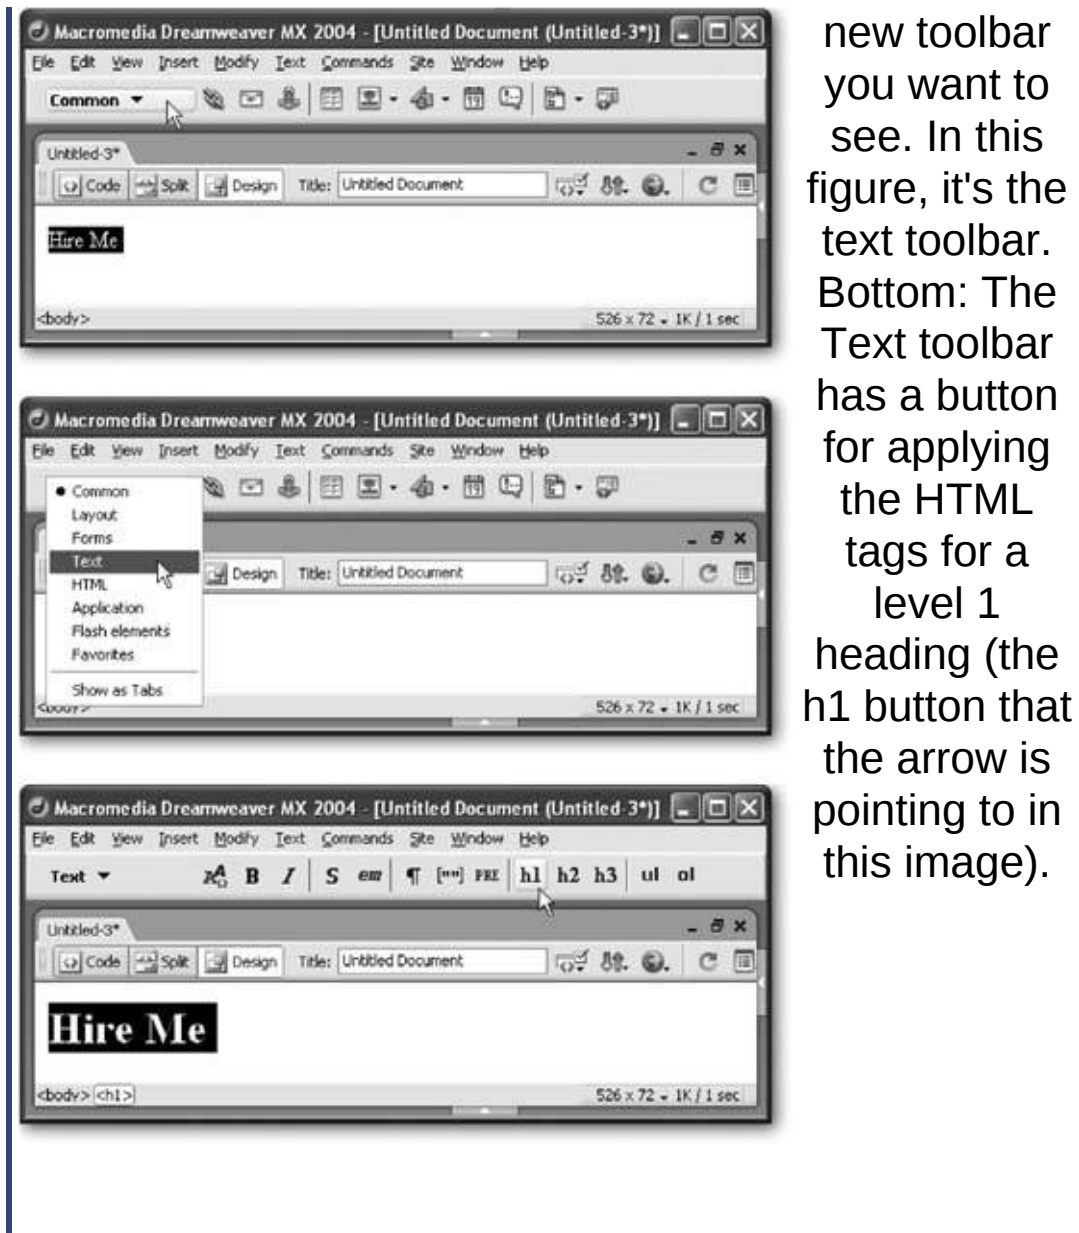 Macromedia Dreamweaver MX 2004 - [Untitled Document (Untitled-3*)]
File Edit View Insert Modify Text Commands Site Window Help
Common
Untitled-3*
Code Split Design Title: Untitled Document
Hire Me
<body> 526 x 72 1K / 1 sec
Macromedia Dreamweaver MX 2004 - [Untitled Document (Untitled-3*)]
File Edit View Insert Modify Text Commands Site Window Help
Common
Layout
Forms
Text
Design Title: Untitled Document
HTML
Application
Flash elements
Favorites
Show as Tabs
<body> 526 x 72 1K / 1 sec
Macromedia Dreamweaver MX 2004 - [Untitled Document (Untitled-3*)]
File Edit View Insert Modify Text Commands Site Window Help
Text B I S em ¶ [""] PRE h1 h2 h3 ul ol
Untitled-3*
Code Split Design Title: Untitled Document
Hire Me
<body> <h1> 526 x 72 1K / 1 sec
new toolbar
you want to
see. In this
figure, it's the
text toolbar.
Bottom: The
Text toolbar
has a button
for applying
the HTML
tags for a
level 1
heading (the
h1 button that
the arrow is
pointing to in
this image).